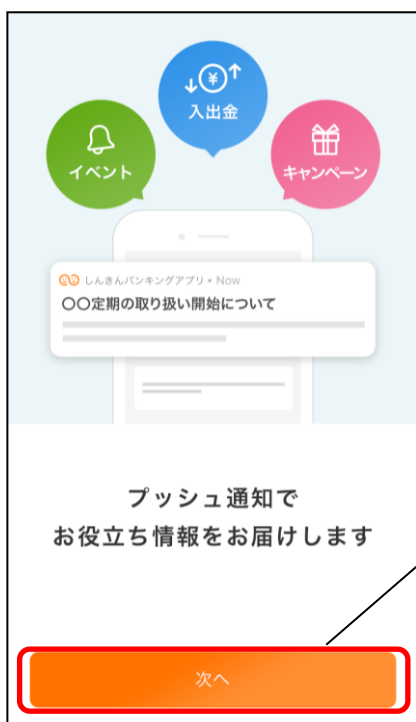 入出金
イベント
キャンペーン
しんきんバンキングアプリ • Now
〇〇定期の取り扱い開始について
プッシュ通知で
お役立ち情報をお届けします
次へ